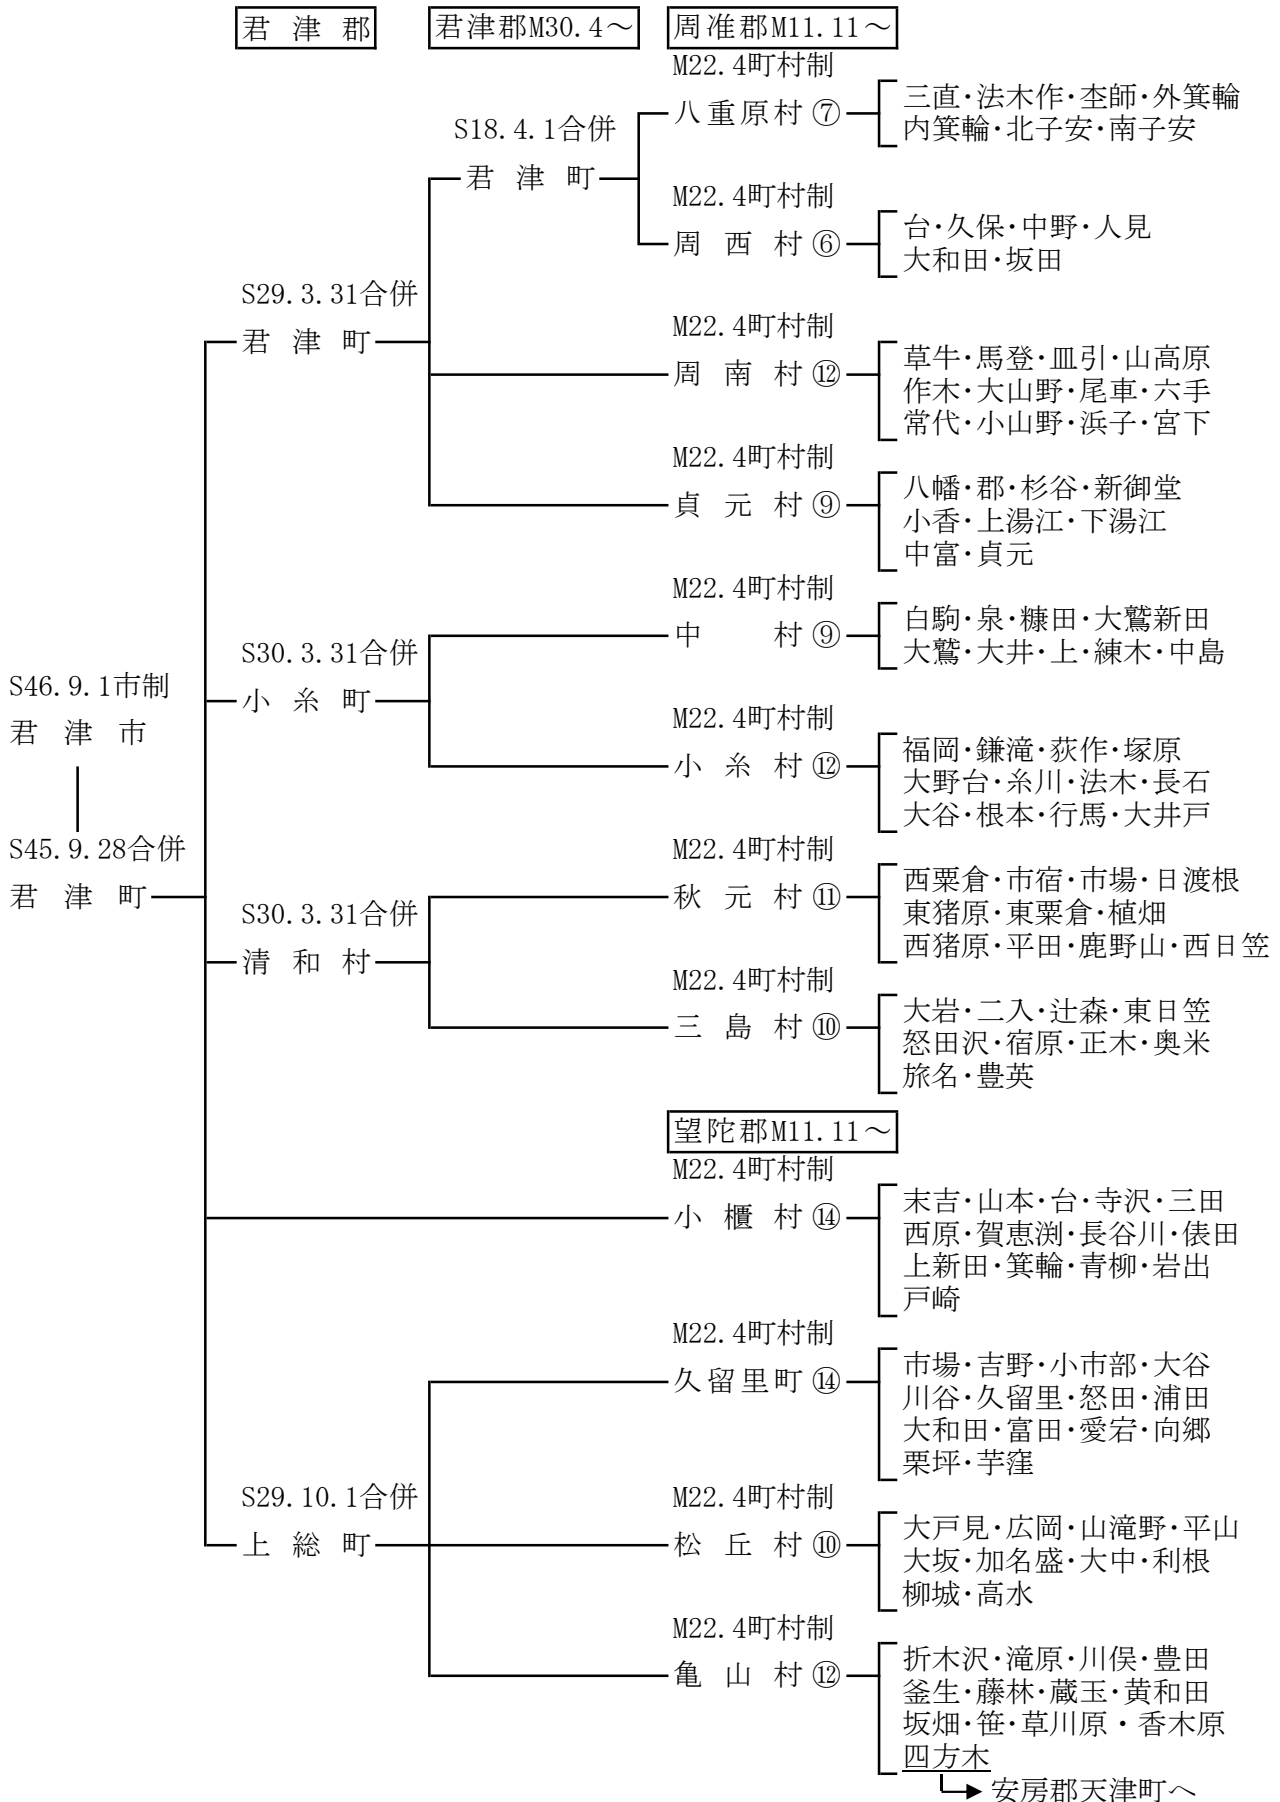 君津郡
君津郡M30.4～
周准郡M11.11～
M22.4町村制
八重原村⑦
三直・法木作・杢師・外箕輪
内箕輪・北子安・南子安
S18.4.1合併
君津町
M22.4町村制
周西村⑥
台・久保・中野・人見
大和田・坂田
S29.3.31合併
君津町
M22.4町村制
周南村⑫
草牛・馬登・皿引・山高原
作木・大山野・尾車・六手
常代・小山野・浜子・宮下
M22.4町村制
貞元村⑨
八幡・郡・杉谷・新御堂
小香・上湯江・下湯江
中富・貞元
M22.4町村制
中村⑨
白駒・泉・糠田・大鷲新田
大鷲・大井・上・練木・中島
S30.3.31合併
小糸町
M22.4町村制
小糸村⑫
福岡・鎌滝・荻作・塚原
大野台・糸川・法木・長石
大谷・根本・行馬・大井戸
S46.9.1市制
君津市
S45.9.28合併
君津町
M22.4町村制
秋元村⑪
西粟倉・市宿・市場・日渡根
東猪原・東粟倉・植畑
西猪原・平田・鹿野山・西日笠
S30.3.31合併
清和村
M22.4町村制
三島村⑩
大岩・二入・辻森・東日笠
怒田沢・宿原・正木・奥米
旅名・豊英
望陀郡M11.11～
M22.4町村制
小櫃村⑭
末吉・山本・台・寺沢・三田
西原・賀恵渕・長谷川・俵田
上新田・箕輪・青柳・岩出
戸崎
M22.4町村制
久留里町⑭
市場・吉野・小市部・大谷
川谷・久留里・怒田・浦田
大和田・富田・愛宕・向郷
栗坪・芋窪
S29.10.1合併
上総町
M22.4町村制
松丘村⑩
大戸見・広岡・山滝野・平山
大坂・加名盛・大中・利根
柳城・高水
M22.4町村制
亀山村⑫
折木沢・滝原・川俣・豊田
釜生・藤林・蔵玉・黄和田
坂畑・笹・草川原・香木原
四方木
安房郡天津町へ